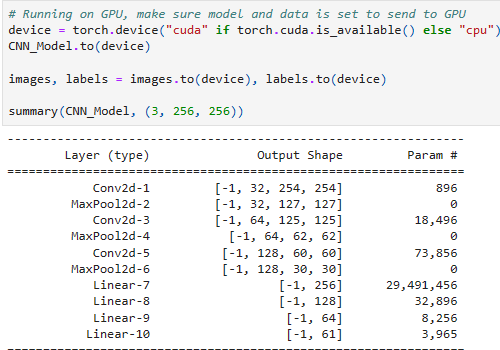 # Running on GPU, make sure model and data is set to send to GPU
device = torch.device("cuda" if torch.cuda.is_available() else "cpu")
CNN_Model.to(device)
images, labels = images.to(device), labels.to(device)
summary(CNN_Model, (3, 256, 256))
----------------------------------------------------------------
Layer (type) Output Shape Param #
================================================================
Conv2d-1 [-1, 32, 254, 254] 896
MaxPool2d-2 [-1, 32, 127, 127] 0
Conv2d-3 [-1, 64, 125, 125] 18,496
MaxPool2d-4 [-1, 64, 62, 62] 0
Conv2d-5 [-1, 128, 60, 60] 73,856
MaxPool2d-6 [-1, 128, 30, 30] 0
Linear-7 [-1, 256] 29,491,456
Linear-8 [-1, 128] 32,896
Linear-9 [-1, 64] 8,256
Linear-10 [-1, 61] 3,965
----------------------------------------------------------------